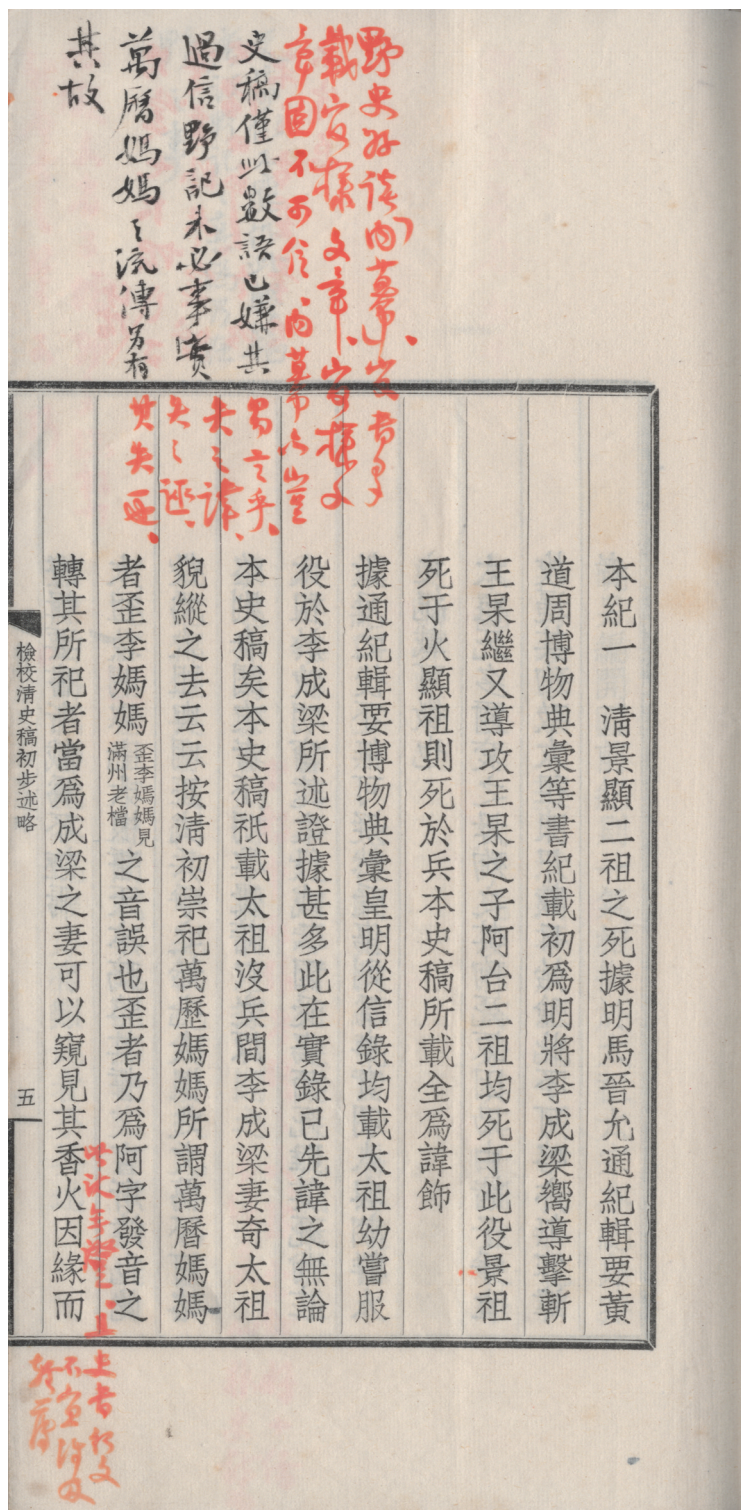 本紀一　清景顯二祖之死據明馬晉允通紀輯要黃
道周博物典彙等書紀載初爲明將李成梁嚮導擊斬
王杲繼又導攻王杲之子阿台二祖均死于此役景祖
死于火顯祖則死於兵本史稿所載全爲諱飾
據通紀輯要博物典彙皇明從信錄均載太祖幼嘗服
役於李成梁所述證據甚多此在實錄已先諱之無論
本史稿矣本史稿祇載太祖沒兵間李成梁妻奇太祖
貌縱之去云云按清初崇祀萬歷媽媽所謂萬曆媽媽
者歪李媽媽歪李媽媽見滿州老檔之音誤也歪者乃爲阿字發音之
轉其所祀者當爲成梁之妻可以窺見其香火因緣而
檢校清史稿初步述略
五
史稿僅此數語已嫌其
過信野記未必事實
萬曆媽媽之流傳另有
其故
野史
文章
固不可信
失之誣